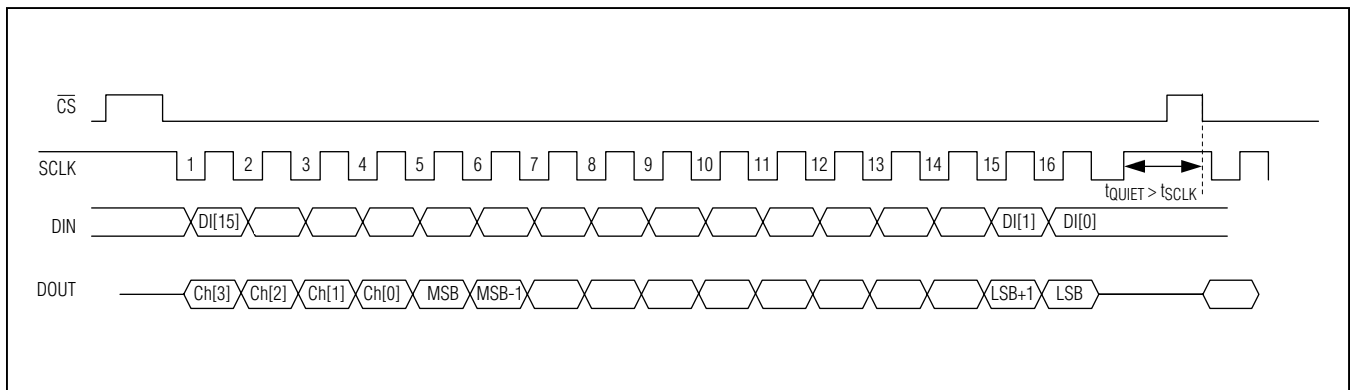 CS
SCLK 1 2 3 4 5 6 7 8 9 10 11 12 13 14 15 16
tQUIET > tSCLK
DIN DI[15] DI[1] DI[0]
DOUT Ch[3] Ch[2] Ch[1] Ch[0] MSB MSB-1 LSB+1 LSB